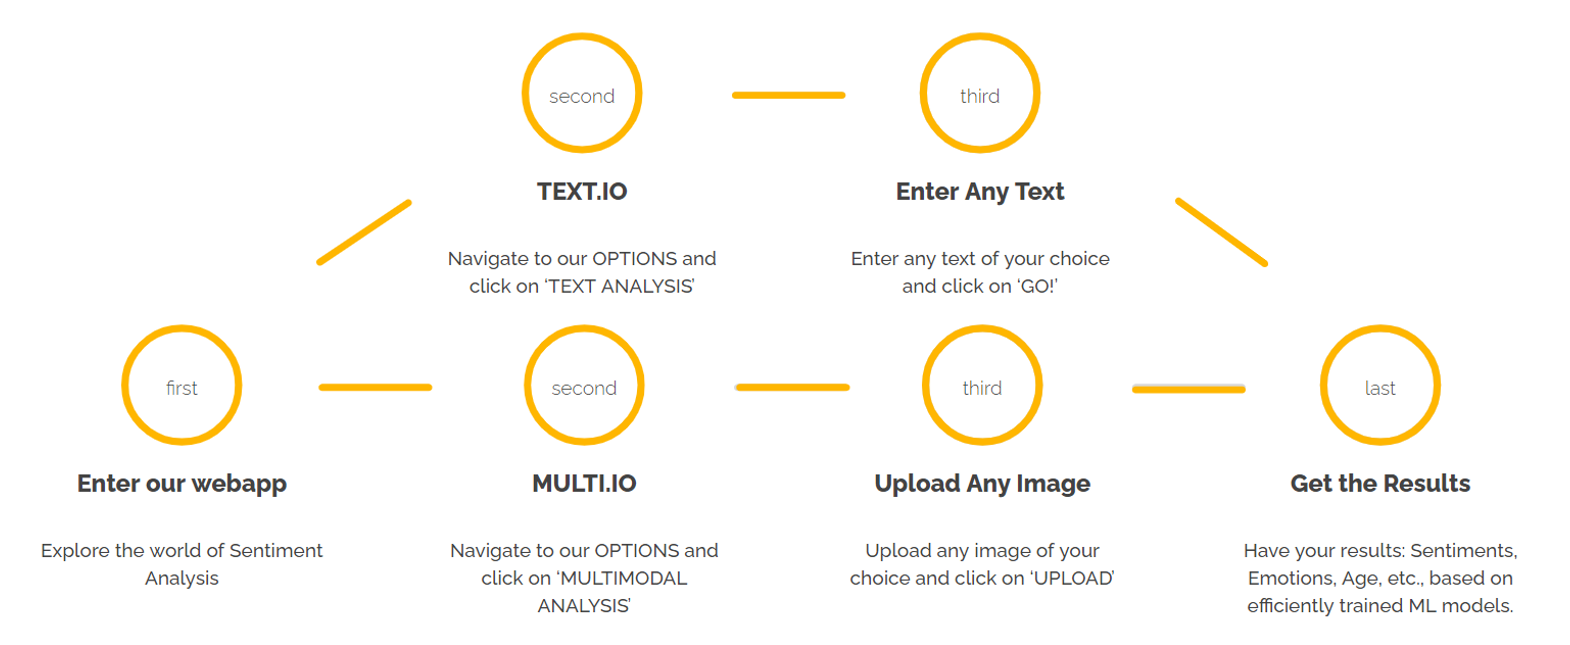 second
third
TEXT.IO
Enter Any Text
Navigate to our OPTIONS and
click on ‘TEXT ANALYSIS’
Enter any text of your choice
and click on ‘GO!’
first
second
third
last
Enter our webapp
MULTI.IO
Upload Any Image
Get the Results
Explore the world of Sentiment
Analysis
Navigate to our OPTIONS and
click on ‘MULTIMODAL
ANALYSIS’
Upload any image of your
choice and click on ‘UPLOAD’
Have your results: Sentiments,
Emotions, Age, etc., based on
efficiently trained ML models.